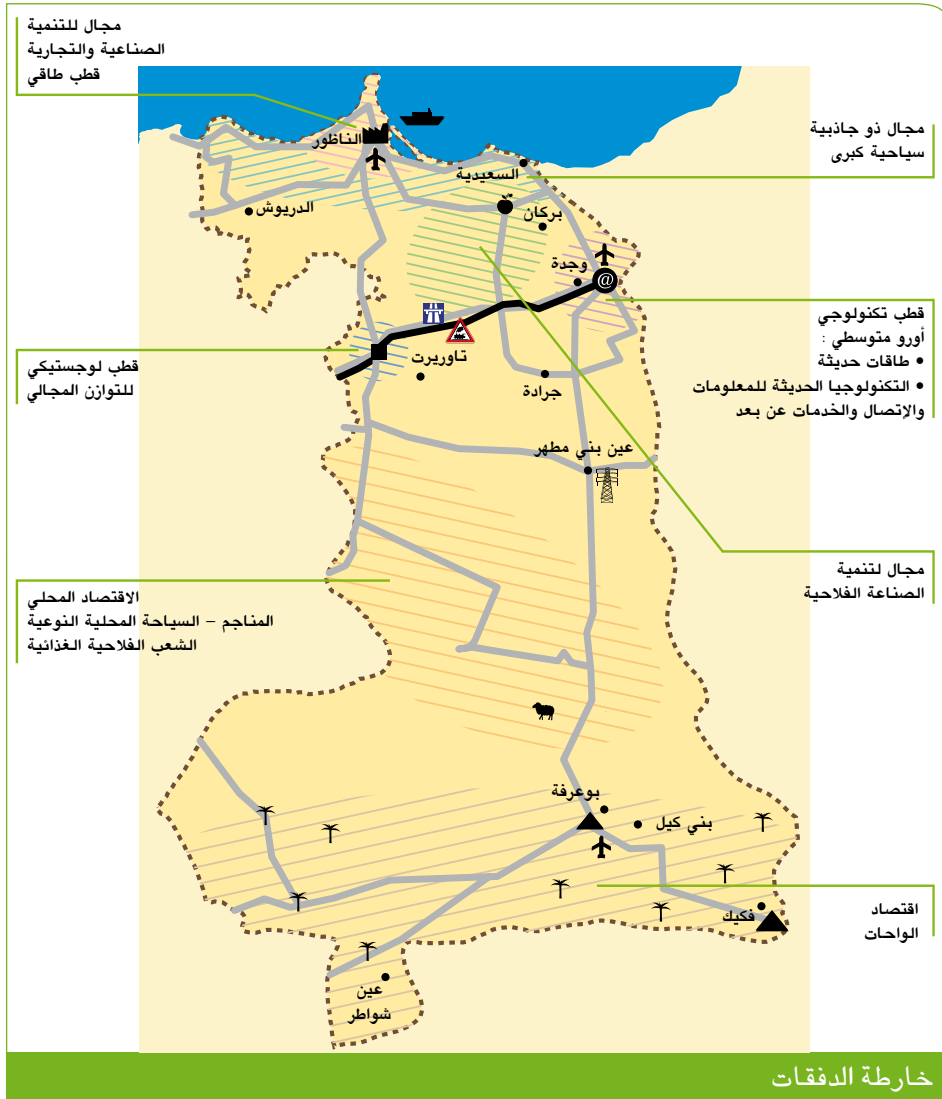 مجال للتنمية
الصناعية والتجارية
قطب طاقي
مجال ذو جاذبية
سياحية كبرى
الناظور
السعيدية
الدريوش
بركان
وجدة
@
قطب تكنولوجي
أورو متوسطي :
• طاقات حديثة
• التكنولوجيا الحديثة للمعلومات
والإتصال والخدمات عن بعد
قطب لوجستيكي
للتوازن المجالي
تاوريرت
جرادة
عين بني مطهر
مجال لتنمية
الصناعة الفلاحية
الاقتصاد المحلي
المناجم – السياحة المحلية النوعية
الشعب الفلاحية الغذائية
بوعرفة
بني كيل
فكيك
اقتصاد
الواحات
عين
شواطر
خارطة الدفقات